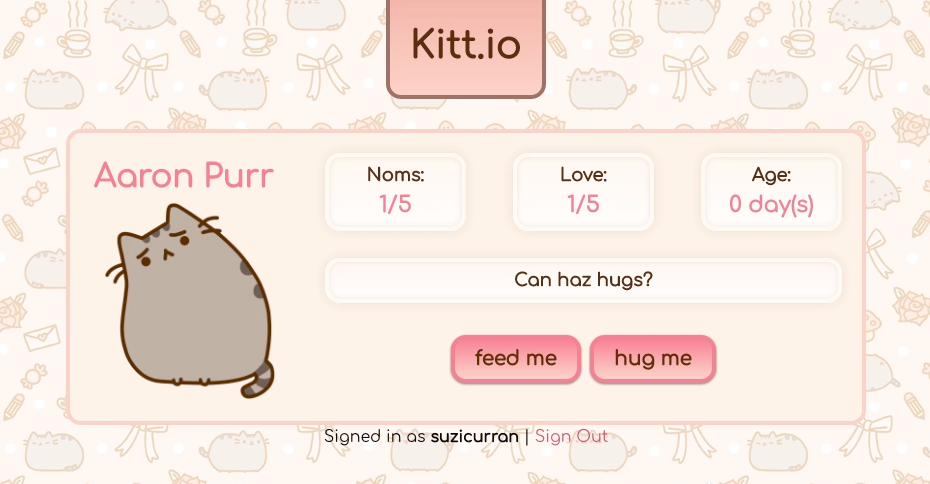 Kitt.io
Aaron Purr
Noms:
1/5
Love:
1/5
Age:
0 day(s)
Can haz hugs?
feed me
hug me
Signed in as suzicurran | Sign Out